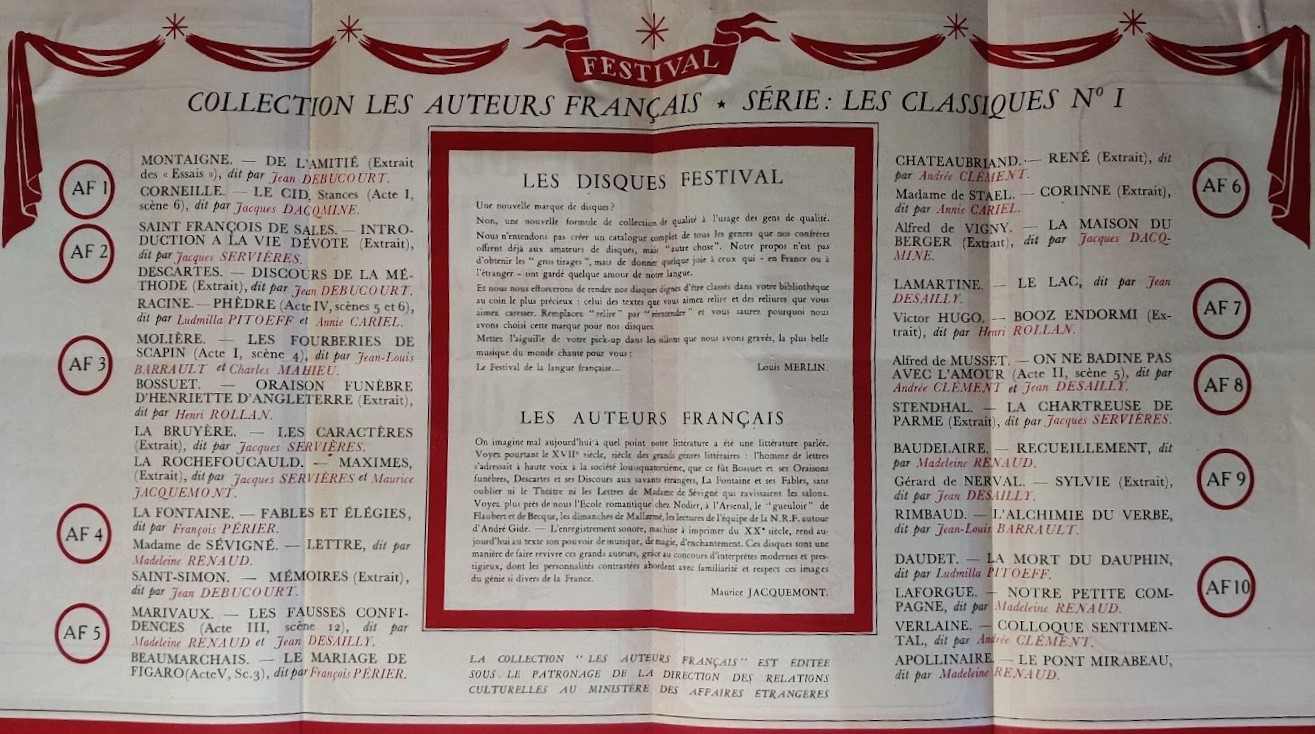 FESTIVAL
COLLECTION LES AUTEURS FRANÇAIS ★ SÉRIE : LES CLASSIQUES Nº I
AF 1
MONTAIGNE. — DE L'AMITIÉ (Extrait
des « Essais »), dit par Jean DEBUCOURT.
CORNEILLE. — LE CID, Stances (Acte I,
scène 6), dit par Jacques DACQMINE.
AF 2
SAINT FRANÇOIS DE SALES. — INTRO-
DUCTION A LA VIE DÉVOTE (Extrait),
dit par Jacques SERVIÈRES.
DESCARTES. — DISCOURS DE LA MÉ-
THODE (Extrait), dit par Jean DEBUCOURT.
RACINE. — PHÈDRE (Acte IV, scènes 5 et 6),
dit par Ludmilla PITOEFF et Annie CARIEL.
AF 3
MOLIÈRE. — LES FOURBERIES DE
SCAPIN (Acte I, scène 4), dit par Jean-Louis
BARRAULT et Charles MAHIEU.
BOSSUET. — ORAISON FUNÈBRE
D'HENRIETTE D'ANGLETERRE (Extrait),
dit par Henri ROLLAN.
LA BRUYÈRE. — LES CARACTÈRES
(Extrait), dit par Jacques SERVIÈRES.
LA ROCHEFOUCAULD. — MAXIMES,
(Extrait), dit par Jacques SERVIÈRES et Maurice
JACQUEMONT.
AF 4
LA FONTAINE. — FABLES ET ÉLÉGIES,
dit par François PÉRIER.
Madame de SÉVIGNÉ. — LETTRE, dit par
Madeleine RENAUD.
SAINT-SIMON. — MÉMOIRES (Extrait),
dit par Jean DEBUCOURT.
AF 5
MARIVAUX. — LES FAUSSES CONFI-
DENCES (Acte III, scène 12), dit par
Madeleine RENAUD et Jean DESAILLY.
BEAUMARCHAIS. — LE MARIAGE DE
FIGARO (Acte V, Sc. 3), dit par François PÉRIER.
LES DISQUES FESTIVAL
Une nouvelle marque de disques ?
Non, une nouvelle formule de collection de qualité à l'usage des gens de qualité.
Nous n'entendons pas créer un catalogue complet de tous les genres que nos confrères
offrent déjà aux amateurs de disques, mais "autre chose". Notre propos n'est pas
d'obtenir les " gros tirages ", mais de donner quelque joie à ceux qui - en France ou à
l'étranger - ont gardé quelque amour de notre langue.
Et nous nous efforcerons de rendre nos disques dignes d'être classés dans votre bibliothèque
au coin le plus précieux : celui des textes que vous aimez relire et des reliures que vous
aimez caresser. Remplacez "relire" par "réentendre" et vous saurez pourquoi nous
avons choisi cette marque pour nos disques.
Mettez l'aiguille de votre pick-up dans les sillons que nous avons gravés, la plus belle
musique du monde chante pour vous :
Le Festival de la langue française... Louis MERLIN.
LES AUTEURS FRANÇAIS
On imagine mal aujourd'hui à quel point notre littérature a été une littérature parlée.
Voyez pourtant le XVIIe siècle, siècle des grands genres littéraires : l'homme de lettres
s'adressait à haute voix à la société louisquatorzième, que ce fût Bossuet et ses Oraisons
funèbres, Descartes et ses Discours aux savants étrangers, La Fontaine et ses Fables, sans
oublier ni le Théâtre ni les Lettres de Madame de Sévigné qui ravissaient les salons.
Voyez plus près de nous l'École romantique chez Nodier, à l'Arsenal, le "gueuloir" de
Flaubert et de Becque, les dimanches de Mallarmé, les lectures de l'équipe de la N.R.F. autour
d'André Gide. — L'enregistrement sonore, machine à imprimer du XXe siècle, rend au-
jourd'hui au texte son pouvoir de musique, de magie, d'enchantement. Ces disques sont une
manière de faire revivre ces grands auteurs, grâce au concours d'interprètes modernes et pres-
tigieux, dont les personnalités contrastées abordent avec familiarité et respect ces images
du génie si divers de la France.
Maurice JACQUEMONT.
LA COLLECTION " LES AUTEURS FRANÇAIS " EST ÉDITÉE
SOUS LE PATRONAGE DE LA DIRECTION DES RELATIONS
CULTURELLES AU MINISTÈRE DES AFFAIRES ÉTRANGÈRES
CHATEAUBRIAND. — RENÉ (Extrait), dit
par Andrée CLÉMENT.
AF 6
Madame de STAEL. — CORINNE (Extrait),
dit par Annie CARIEL.
Alfred de VIGNY. — LA MAISON DU
BERGER (Extrait), dit par Jacques DACQ-
MINE.
LAMARTINE. — LE LAC, dit par Jean
DESAILLY.
AF 7
Victor HUGO. — BOOZ ENDORMI (Ex-
trait), dit par Henri ROLLAN.
Alfred de MUSSET. — ON NE BADINE PAS
AVEC L'AMOUR (Acte II, scène 5), dit par
Andrée CLÉMENT et Jean DESAILLY.
AF 8
STENDHAL. — LA CHARTREUSE DE
PARME (Extrait), dit par Jacques SERVIÈRES.
BAUDELAIRE. — RECUEILLEMENT, dit
par Madeleine RENAUD.
AF 9
Gérard de NERVAL. — SYLVIE (Extrait),
dit par Jean DESAILLY.
RIMBAUD. — L'ALCHIMIE DU VERBE,
dit par Jean-Louis BARRAULT.
DAUDET. — LA MORT DU DAUPHIN,
dit par Ludmilla PITOEFF.
AF10
LAFORGUE. — NOTRE PETITE COM-
PAGNE, dit par Madeleine RENAUD.
VERLAINE. — COLLOQUE SENTIMEN-
TAL, dit par Andrée CLÉMENT.
APOLLINAIRE. — LE PONT MIRABEAU,
dit par Madeleine RENAUD.